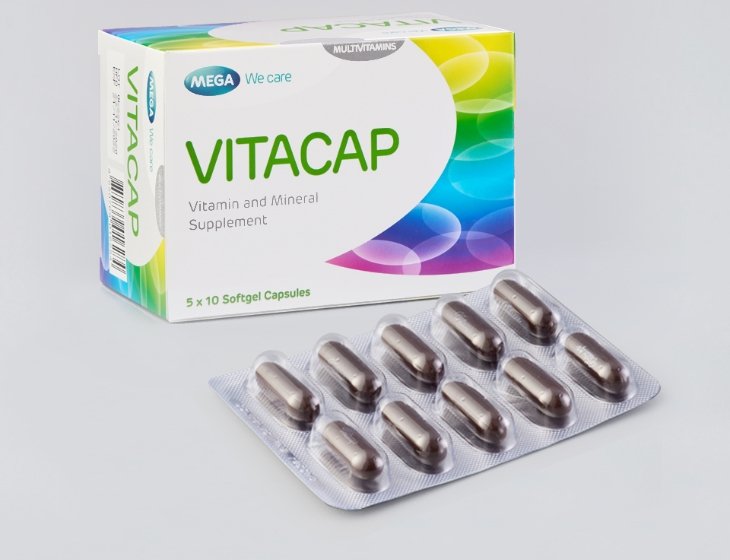 MULTIVITAMINS
MEGA We care
VITACAP
Vitamin and Mineral
Supplement
5 x 10 Softgel Capsules
VITACAP
MEGA We care